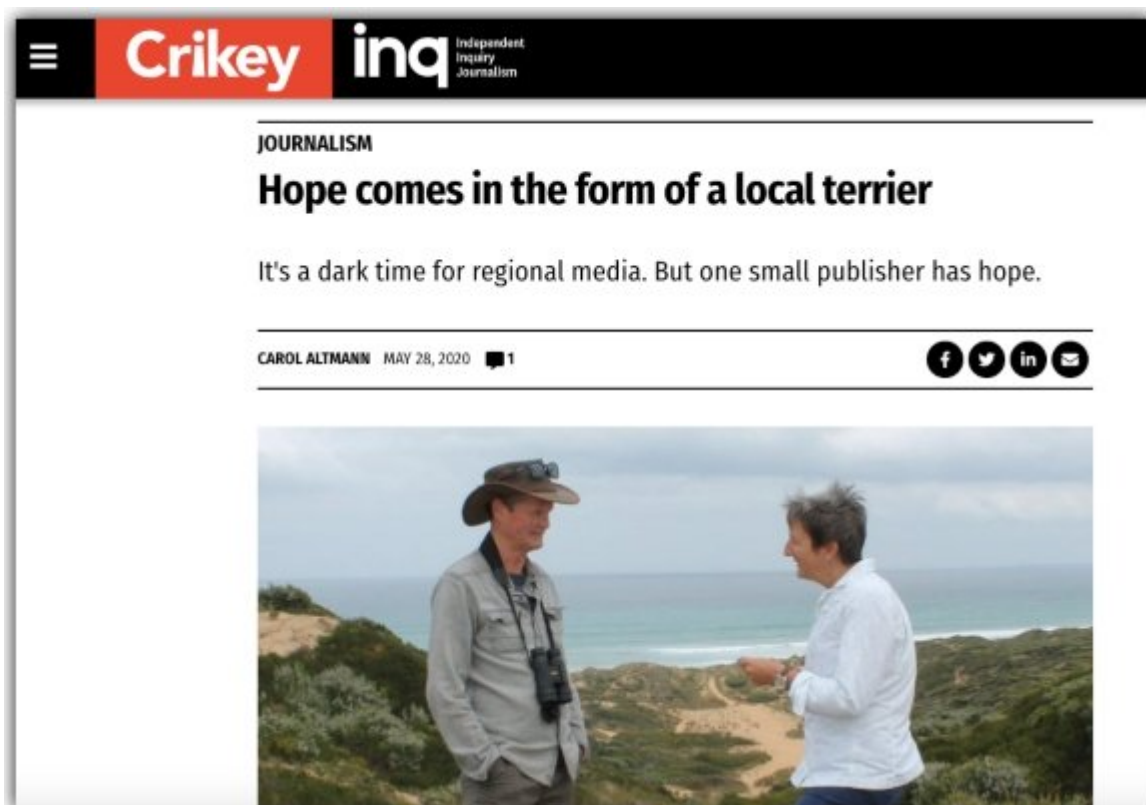 Crikey inq Independent
Inquiry
Journalism
JOURNALISM
Hope comes in the form of a local terrier
It's a dark time for regional media. But one small publisher has hope.
CAROL ALTMANN MAY 28, 2020 1